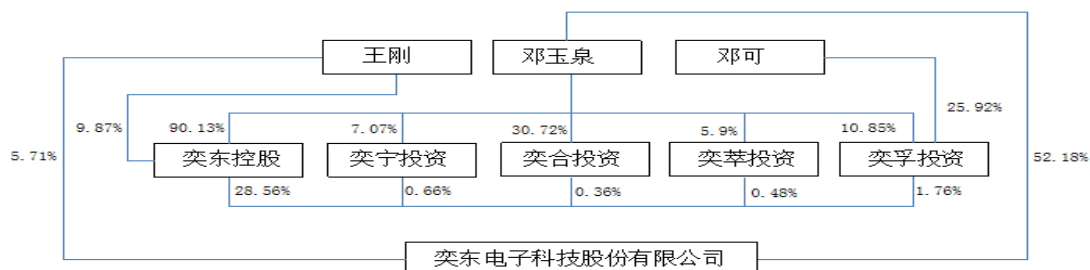 王刚
邓玉泉
邓可
9.87%
90.13%
7.07%
30.72%
5.9%
10.85%
25.92%
5.71%
52.18%
奕东控股
奕宁投资
奕合投资
奕萃投资
奕孚投资
28.56%
0.66%
0.36%
0.48%
1.76%
奕东电子科技股份有限公司